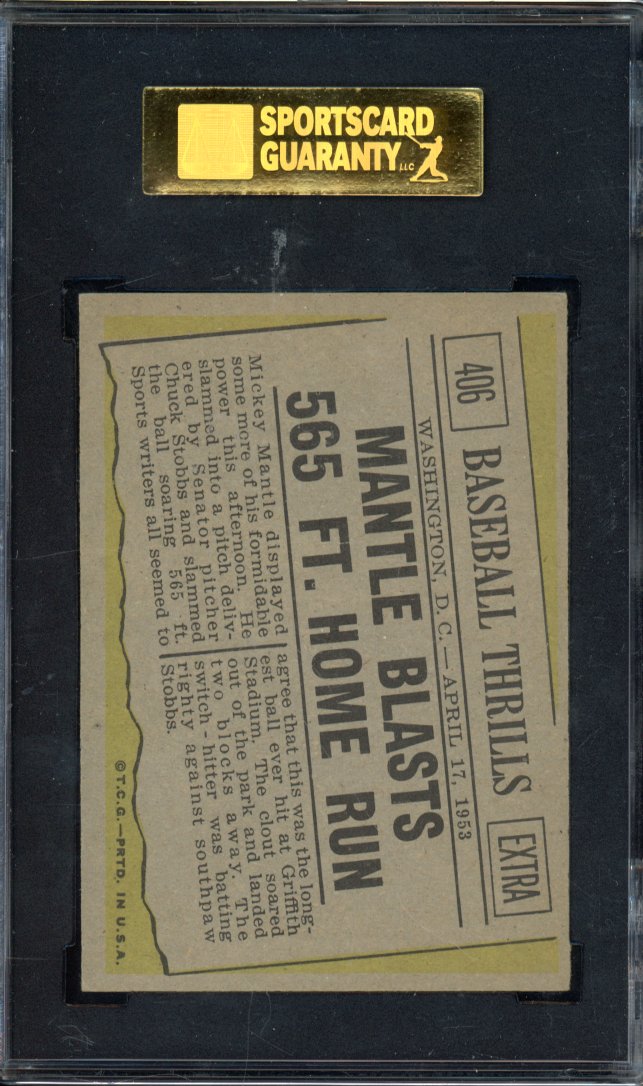 SPORTSCARD
GUARANTY LLC
406
BASEBALL THRILLS
EXTRA
WASHINGTON, D. C.—APRIL 17, 1953
MANTLE BLASTS
565 FT. HOME RUN
Mickey Mantle displayed
some more of his formidable
power this afternoon. He
slammed into a pitch deliv-
ered by Senator pitcher
Chuck Stobbs and slammed
the ball soaring 565 ft.
Sports writers all seemed to
agree that this was the long-
est ball ever hit at Griffith
Stadium. The clout soared
out of the park and landed
two blocks away. The
switch-hitter was batting
righty against southpaw
Stobbs.
© T.C.G.—PRTD. IN U.S.A.